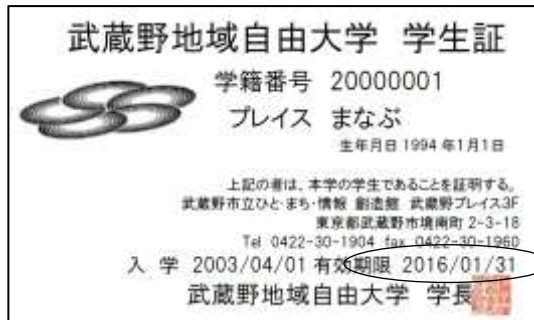 武蔵野地域自由大学 学生証
学籍番号 20000001
プレイス まなぶ
生年月日 1994年1月1日
上記の者は、本学の学生であることを証明する。
武蔵野市立ひと・まち・情報 創造館 武蔵野プレイス3F
東京都武蔵野市境南町 2-3-18
Tel 0422-30-1904 fax 0422-30-1960
入 学 2003/04/01 有効期限 2016/01/31
武蔵野地域自由大学 学長